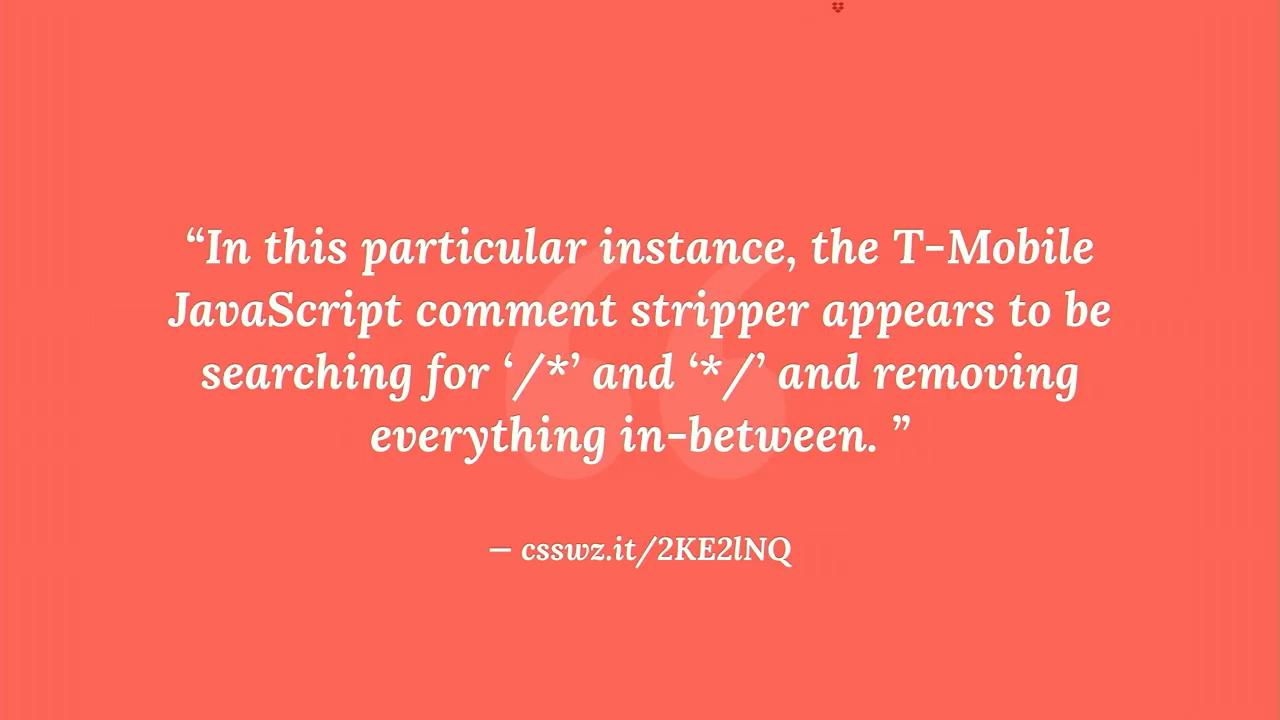 “In this particular instance, the T-Mobile
JavaScript comment stripper appears to be
searching for ‘/*’ and ‘*/’ and removing
everything in-between. ”
— csswz.it/2KE2lNQ